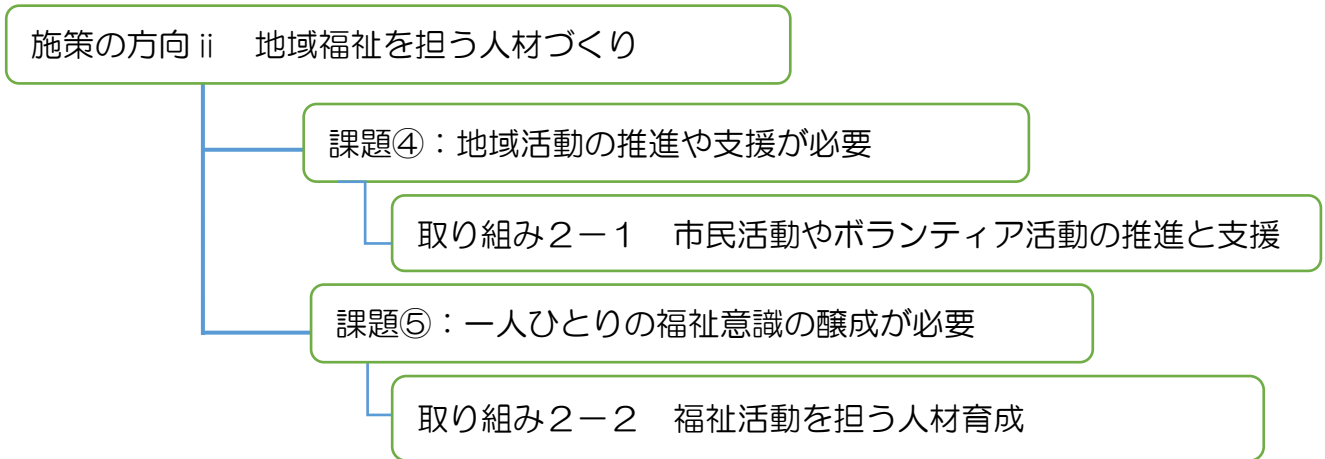 施策の方向ⅱ　地域福祉を担う人材づくり
課題④：地域活動の推進や支援が必要
取り組み２－１　市民活動やボランティア活動の推進と支援
課題⑤：一人ひとりの福祉意識の醸成が必要
取り組み２－２　福祉活動を担う人材育成